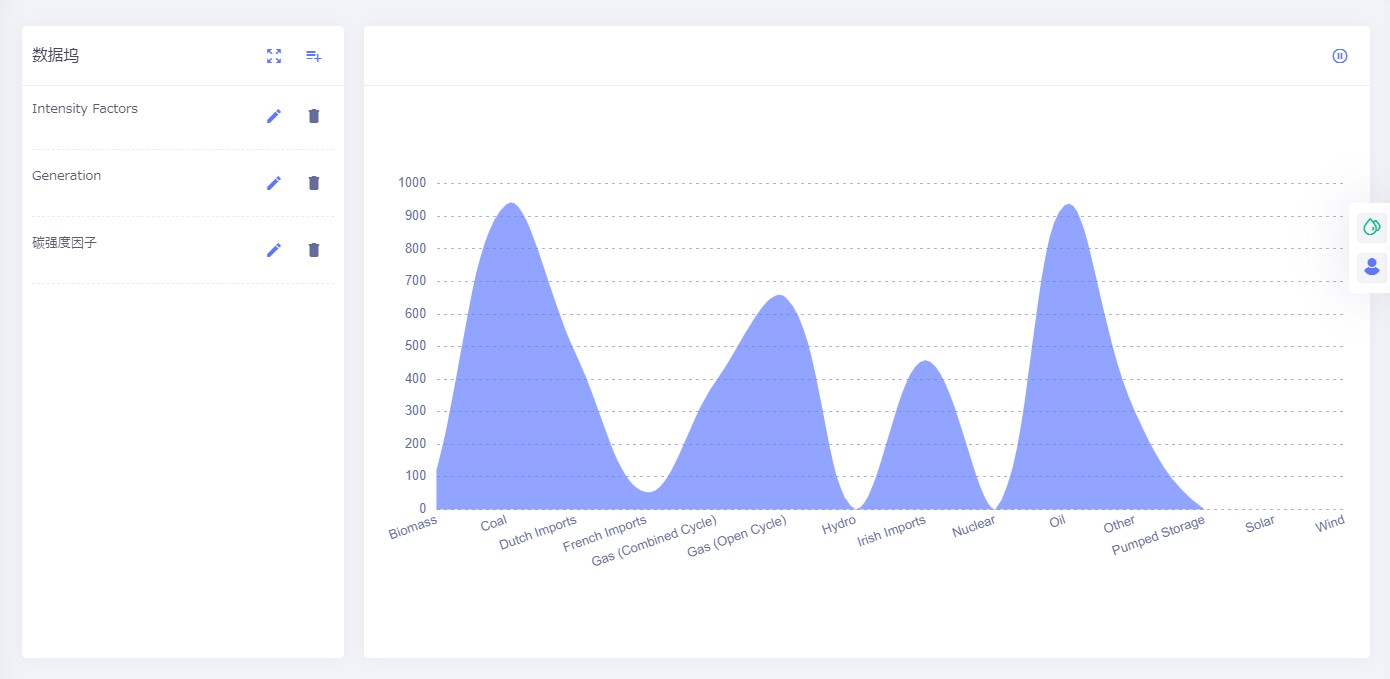 数据坞
Intensity Factors
Generation
碳强度因子
1000
900
800
700
600
500
400
300
200
100
0
Biomass
Coal
Dutch Imports
French Imports
Gas (Combined Cycle)
Gas (Open Cycle)
Hydro
Irish Imports
Nuclear
Oil
Other
Pumped Storage
Solar
Wind